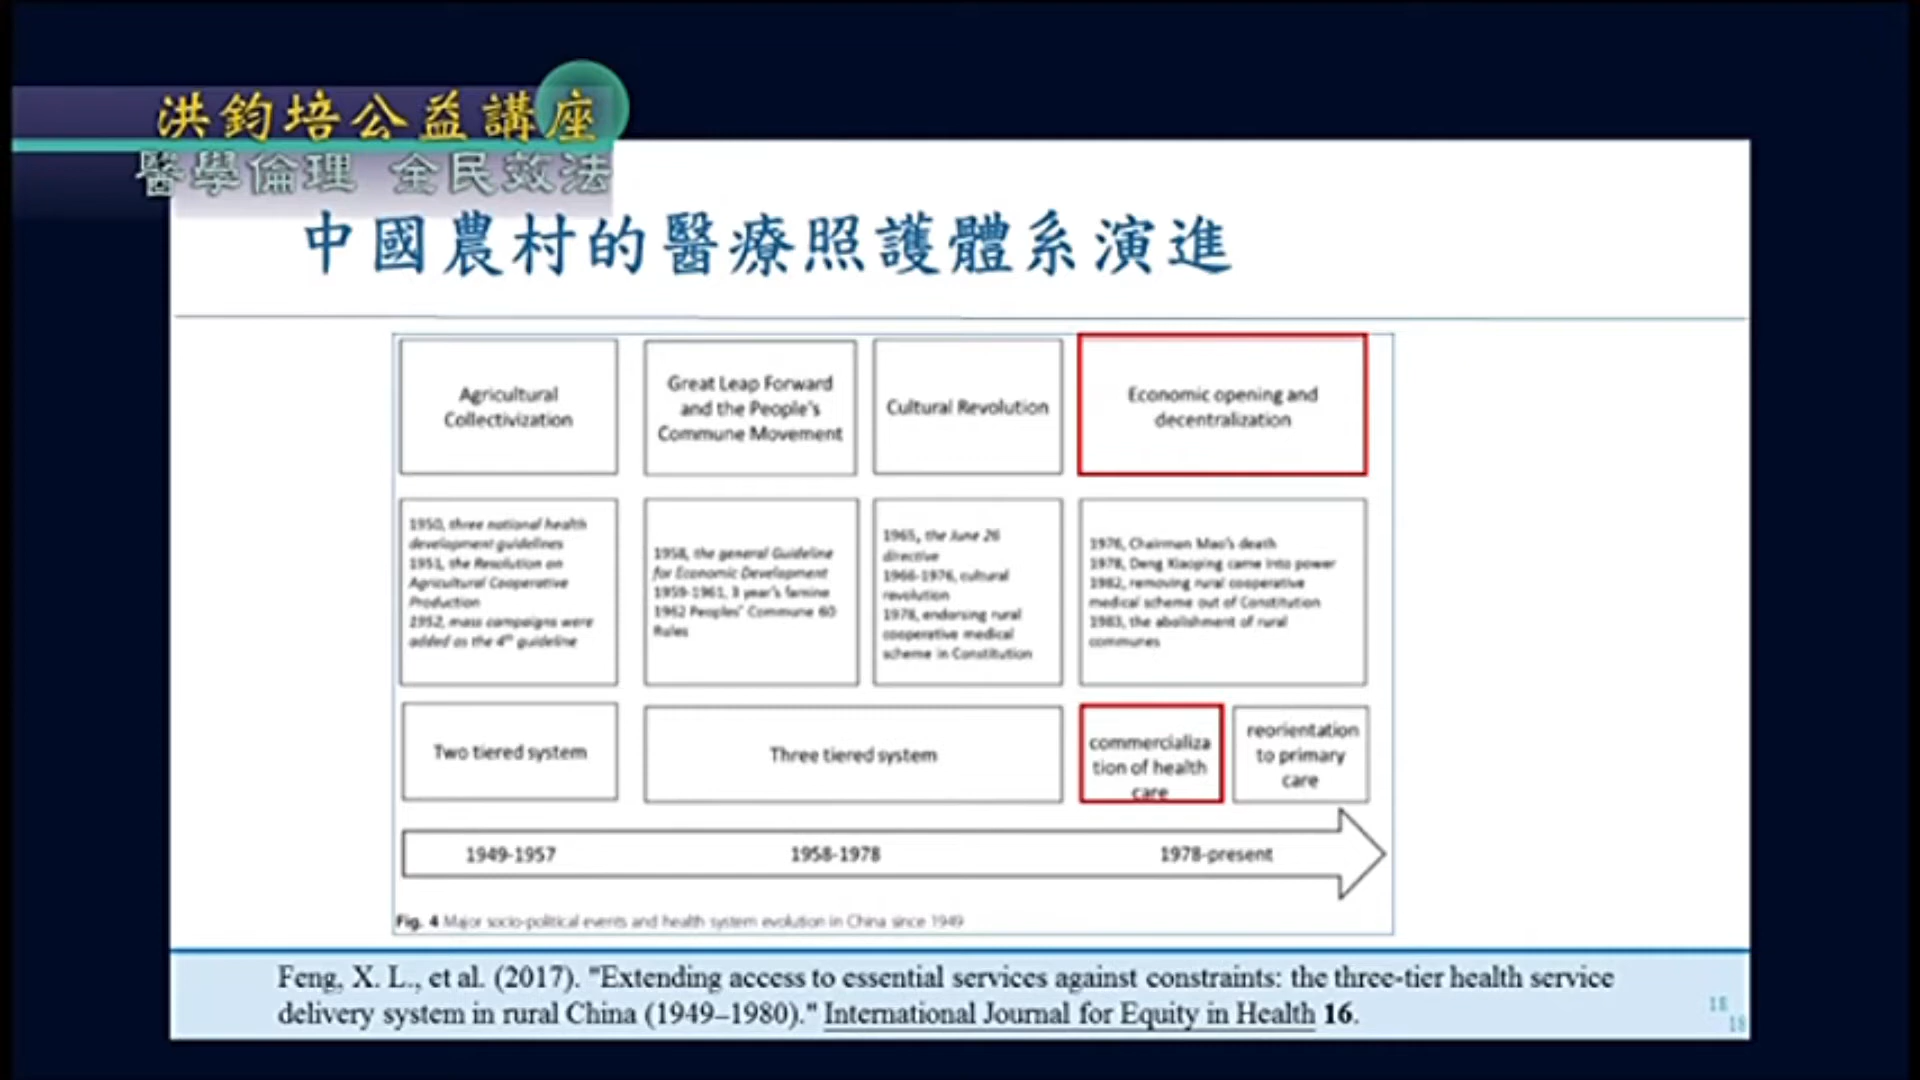 洪鈞培公益講座
醫學倫理 全民效法
中國農村的醫療照護體系演進
Agricultural
Collectivization
Great Leap Forward
and the People's
Commune Movement
Cultural Revolution
Economic opening and
decentralization
1950, three national health
development guidelines
1951, the Resolution on
Agricultural Cooperative
Production
1952, mass campaigns were
added as the 4th guideline
1958, the general Guideline
for Economic Development
1959-1961, 3 year's famine
1962 Peoples' Commune 60
Rules
1965, the June 26
directive
1966-1976, cultural
revolution
1978, endorsing rural
cooperative medical
scheme in Constitution
1976, Chairman Mao's death
1978, Deng Xiaoping came into power
1982, removing rural cooperative
medical scheme out of Constitution
1983, the abolishment of rural
communes
Two tiered system
Three tiered system
commercializa
tion of health
care
reorientation
to primary
care
1949-1957
1958-1978
1978-present
Fig. 4 Major socio-political events and health system evolution in China since 1949
Feng, X. L., et al. (2017). "Extending access to essential services against constraints: the three-tier health service
delivery system in rural China (1949–1980)." International Journal for Equity in Health 16.
18
18